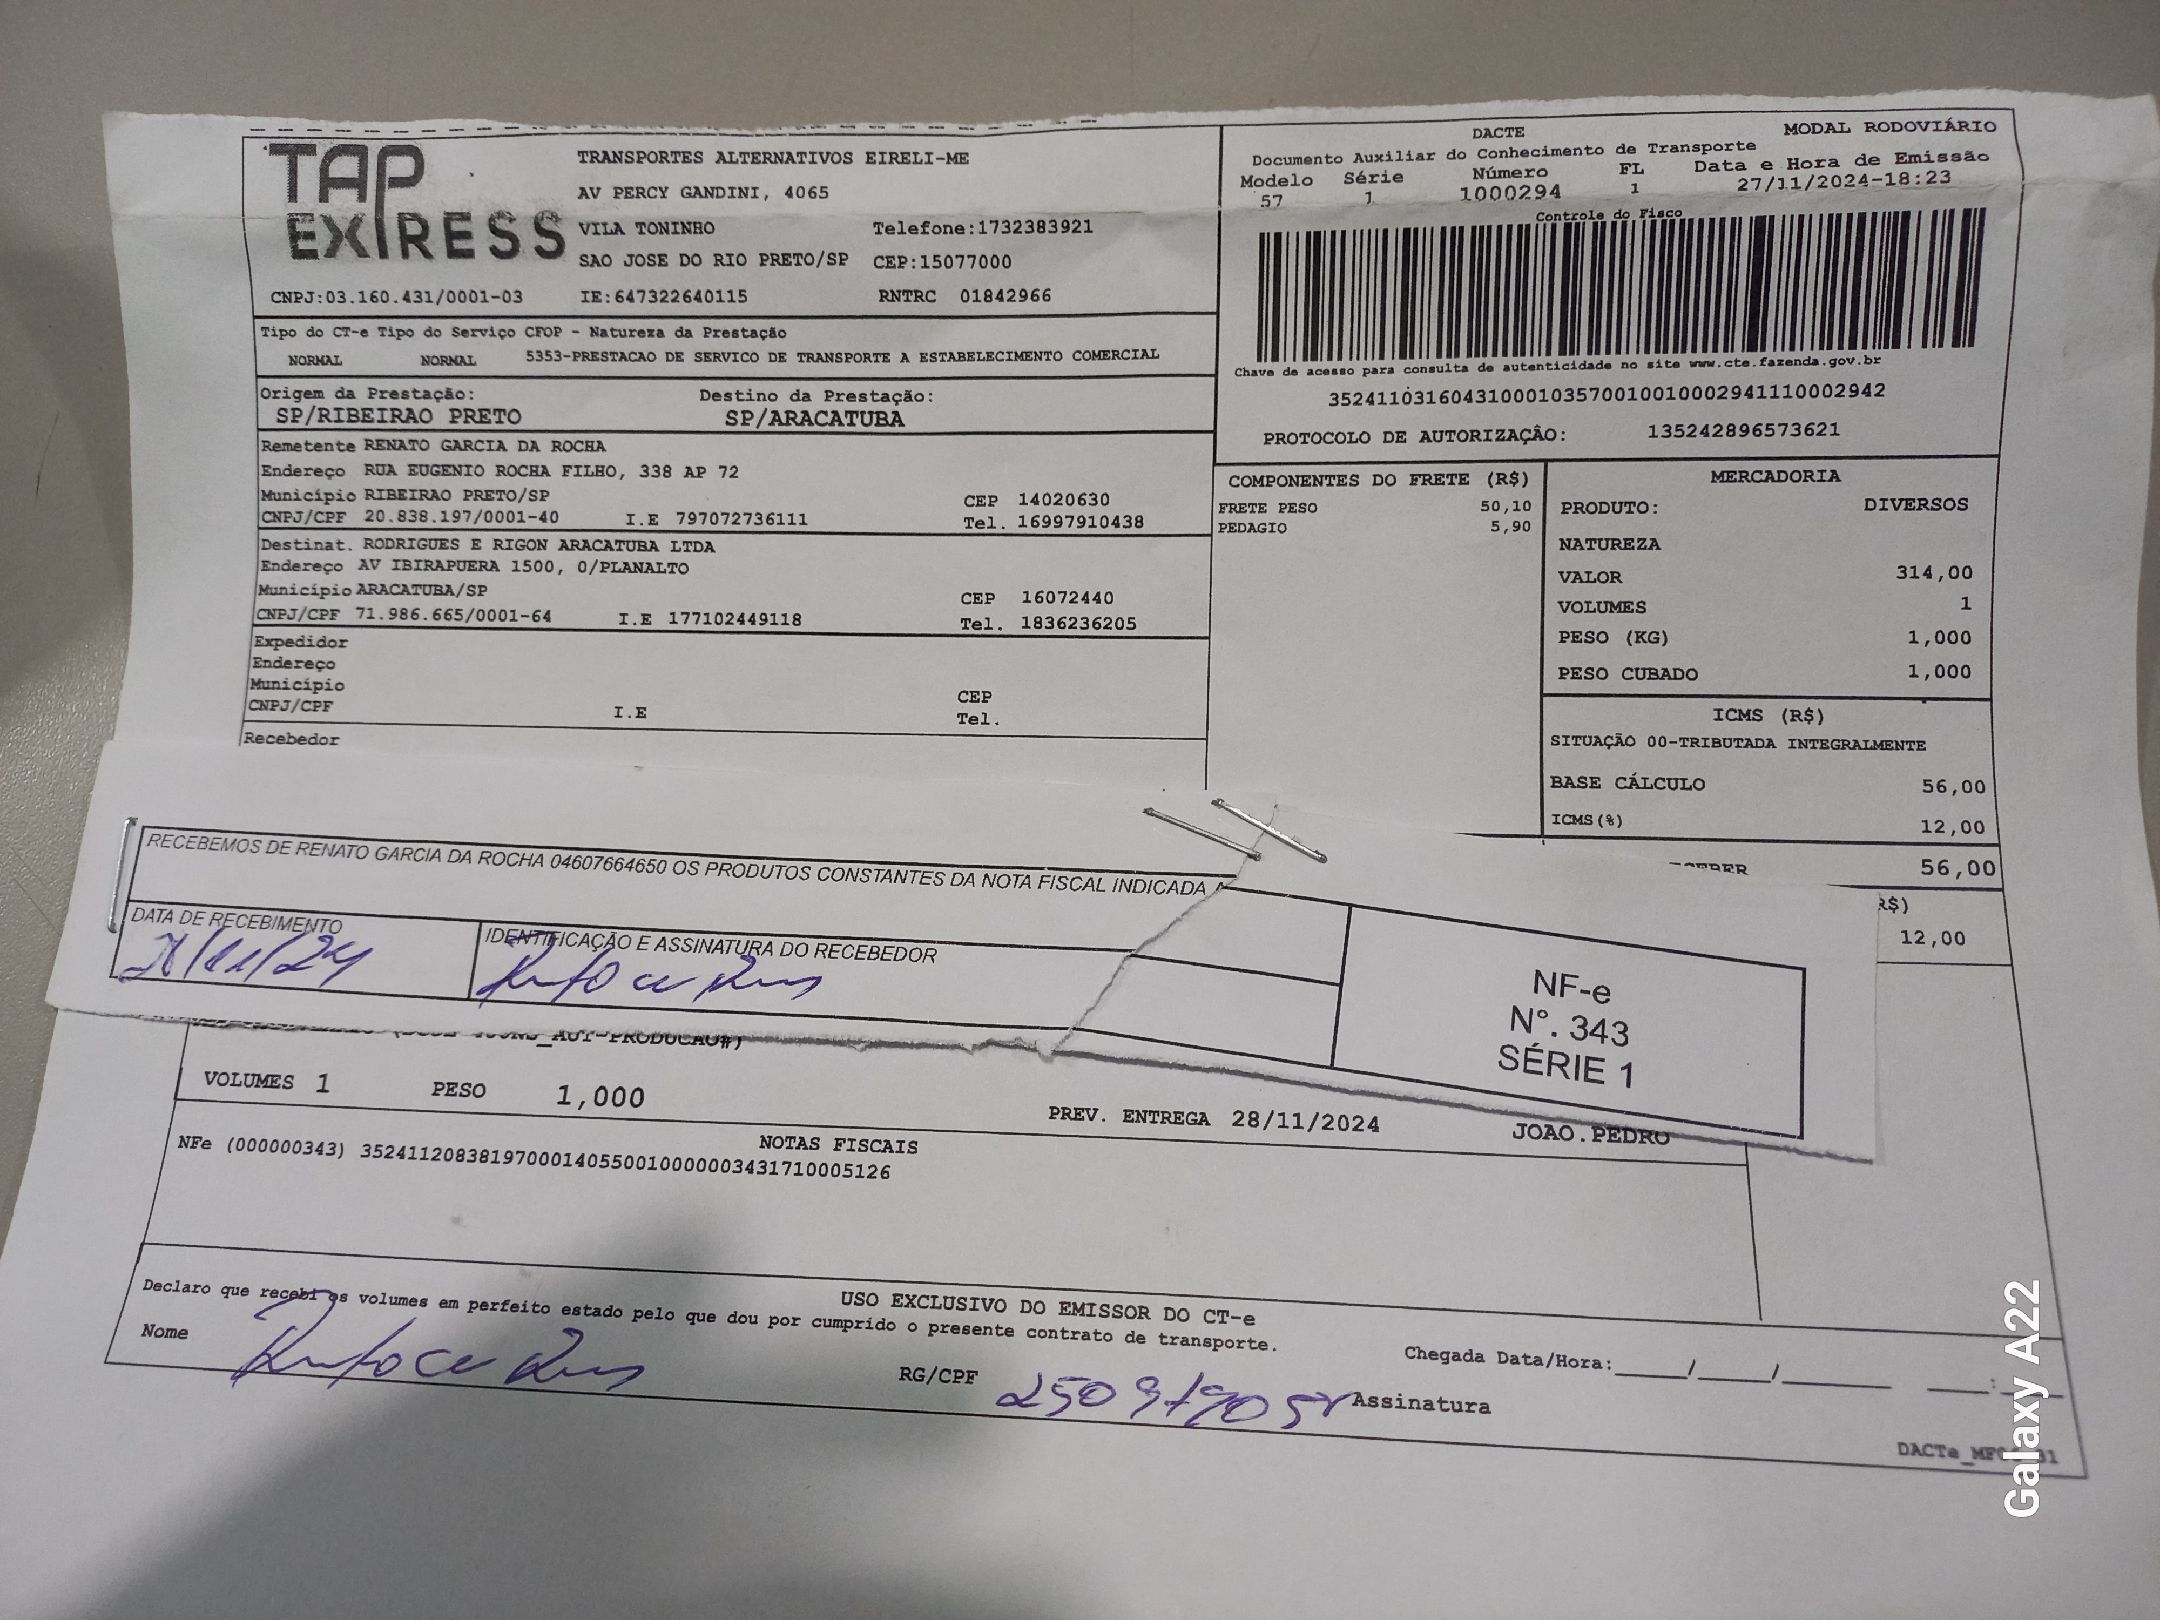 TAP EXPRESS
TRANSPORTES ALTERNATIVOS EIRELI-ME
AV PERCY GANDINI, 4065
VILA TONINHO Telefone:1732383921
SAO JOSE DO RIO PRETO/SP CEP:15077000
CNPJ:03.160.431/0001-03 IE:647322640115 RNTRC 01842966
DACTE MODAL RODOVIÁRIO
Documento Auxiliar do Conhecimento de Transporte
Modelo Série Número FL Data e Hora de Emissão
57 1 1000294 1 27/11/2024-18:23
Controle do Fisco
Chave de acesso para consulta de autenticidade no site www.cte.fazenda.gov.br
35241103160431000103570010010002941110002942
PROTOCOLO DE AUTORIZAÇÃO: 135242896573621
Tipo do CT-e Tipo do Serviço CFOP - Natureza da Prestação
NORMAL NORMAL 5353-PRESTACAO DE SERVICO DE TRANSPORTE A ESTABELECIMENTO COMERCIAL
Origem da Prestação: Destino da Prestação:
SP/RIBEIRAO PRETO SP/ARACATUBA
Remetente RENATO GARCIA DA ROCHA
Endereço RUA EUGENIO ROCHA FILHO, 338 AP 72
Município RIBEIRAO PRETO/SP CEP 14020630
CNPJ/CPF 20.838.197/0001-40 I.E 797072736111 Tel. 16997910438
Destinat. RODRIGUES E RIGON ARACATUBA LTDA
Endereço AV IBIRAPUERA 1500, 0/PLANALTO
Município ARACATUBA/SP CEP 16072440
CNPJ/CPF 71.986.665/0001-64 I.E 177102449118 Tel. 1836236205
Expedidor
Endereço
Município CEP
CNPJ/CPF I.E Tel.
Recebedor
COMPONENTES DO FRETE (R$)
FRETE PESO 50,10
PEDAGIO 5,90
MERCADORIA
PRODUTO: DIVERSOS
NATUREZA
VALOR 314,00
VOLUMES 1
PESO (KG) 1,000
PESO CUBADO 1,000
ICMS (R$)
SITUAÇÃO 00-TRIBUTADA INTEGRALMENTE
BASE CÁLCULO 56,00
ICMS(%) 12,00
56,00
R$)
12,00
RECEBEMOS DE RENATO GARCIA DA ROCHA 04607664650 OS PRODUTOS CONSTANTES DA NOTA FISCAL INDICADA A
DATA DE RECEBIMENTO IDENTIFICAÇÃO E ASSINATURA DO RECEBEDOR
NF-e
N°. 343
SÉRIE 1
VOLUMES 1 PESO 1,000 PREV. ENTREGA 28/11/2024 JOAO.PEDRO
NOTAS FISCAIS
NFe (000000343) 35241120838197000140550010000003431710005126
USO EXCLUSIVO DO EMISSOR DO CT-e
Declaro que recebi os volumes em perfeito estado pelo que dou por cumprido o presente contrato de transporte.
Nome RG/CPF Assinatura Chegada Data/Hora:____/____/______ ____:____
Galaxy A22